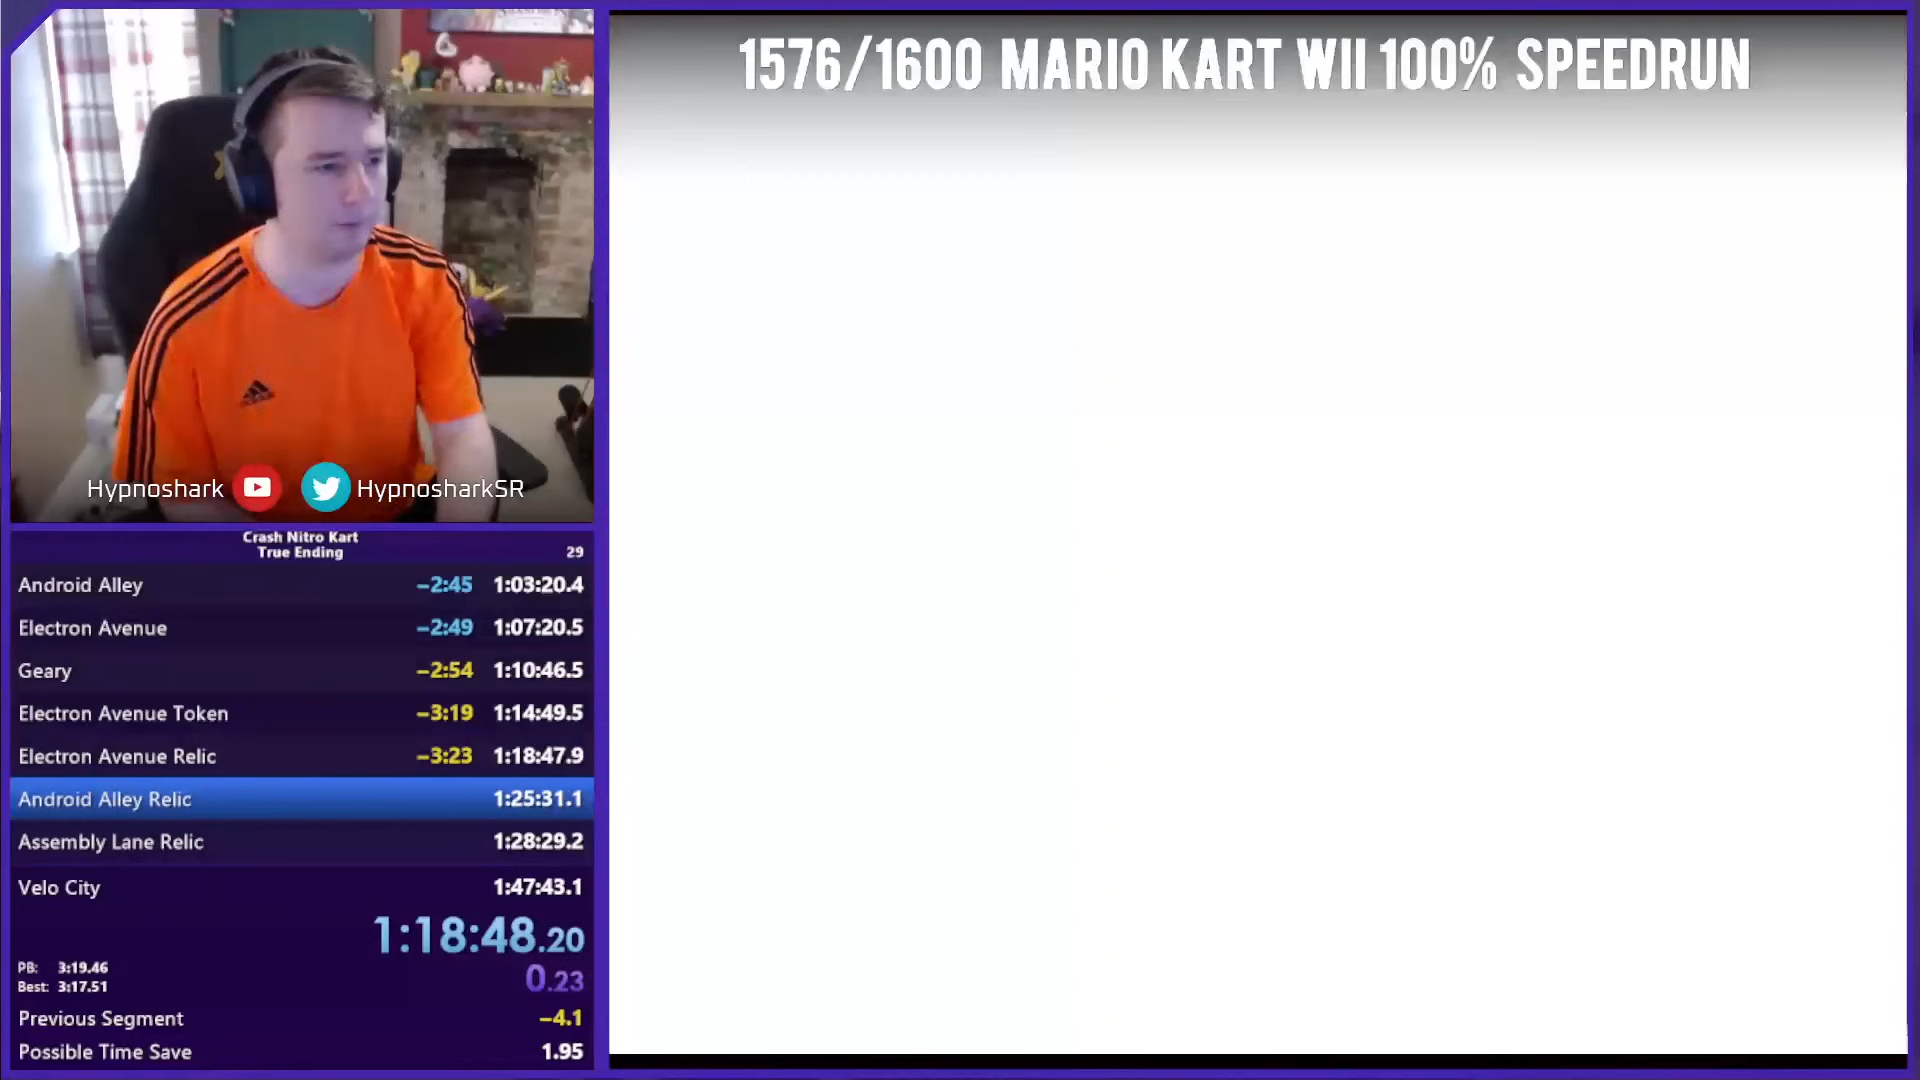 1576/1600 MARIO KART WII 100% SPEEDRUN
Hypnoshark HypnosharkSR
Crash Nitro Kart
True Ending 29
Android Alley −2:45 1:03:20.4
Electron Avenue −2:49 1:07:20.5
Geary −2:54 1:10:46.5
Electron Avenue Token −3:19 1:14:49.5
Electron Avenue Relic −3:23 1:18:47.9
Android Alley Relic 1:25:31.1
Assembly Lane Relic 1:28:29.2
Velo City 1:47:43.1
1:18:48.20
PB: 3:19.46
Best: 3:17.51
0.23
Previous Segment −4.1
Possible Time Save 1.95